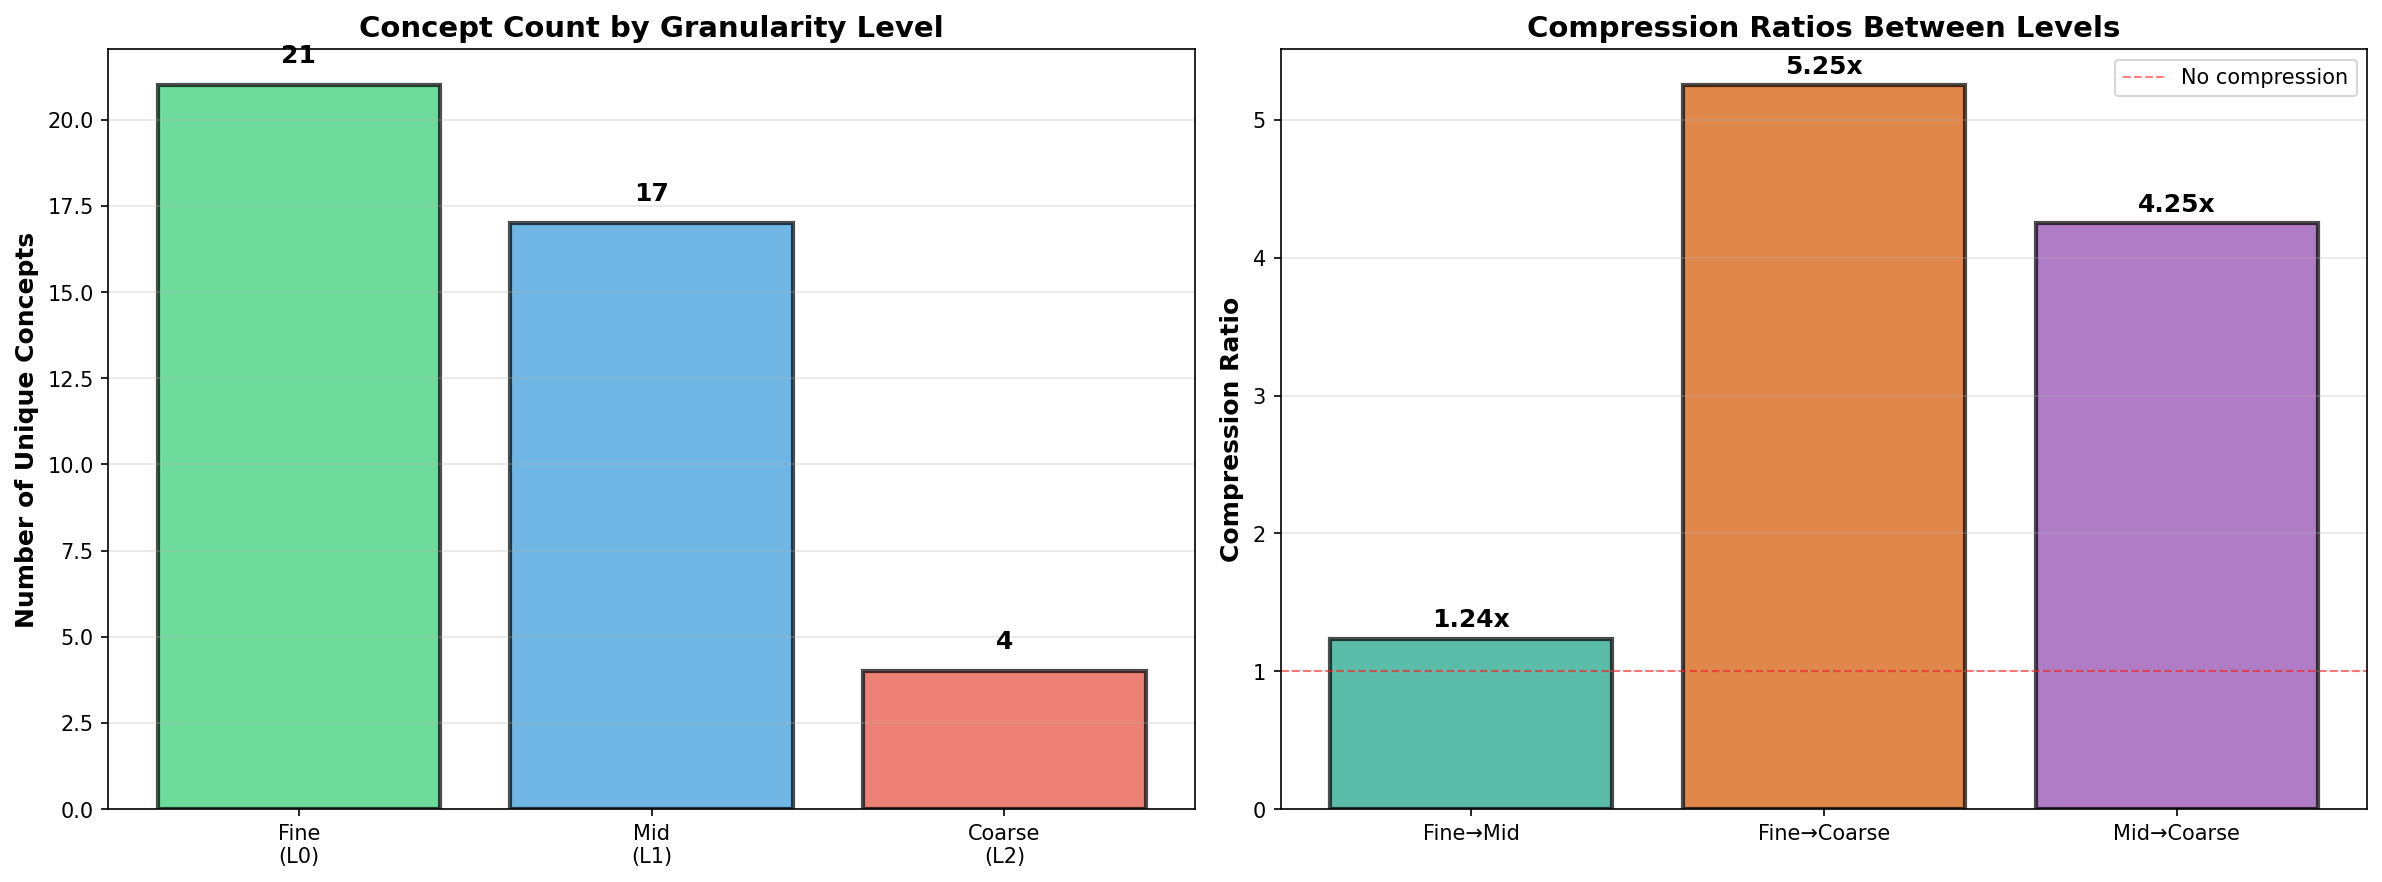 Concept Count by Granularity Level
21
17
4
20.0
17.5
15.0
12.5
10.0
7.5
5.0
2.5
0.0
Number of Unique Concepts
Fine
(L0)
Mid
(L1)
Coarse
(L2)
Compression Ratios Between Levels
No compression
5.25x
4.25x
1.24x
5
4
3
2
1
0
Compression Ratio
Fine→Mid
Fine→Coarse
Mid→Coarse